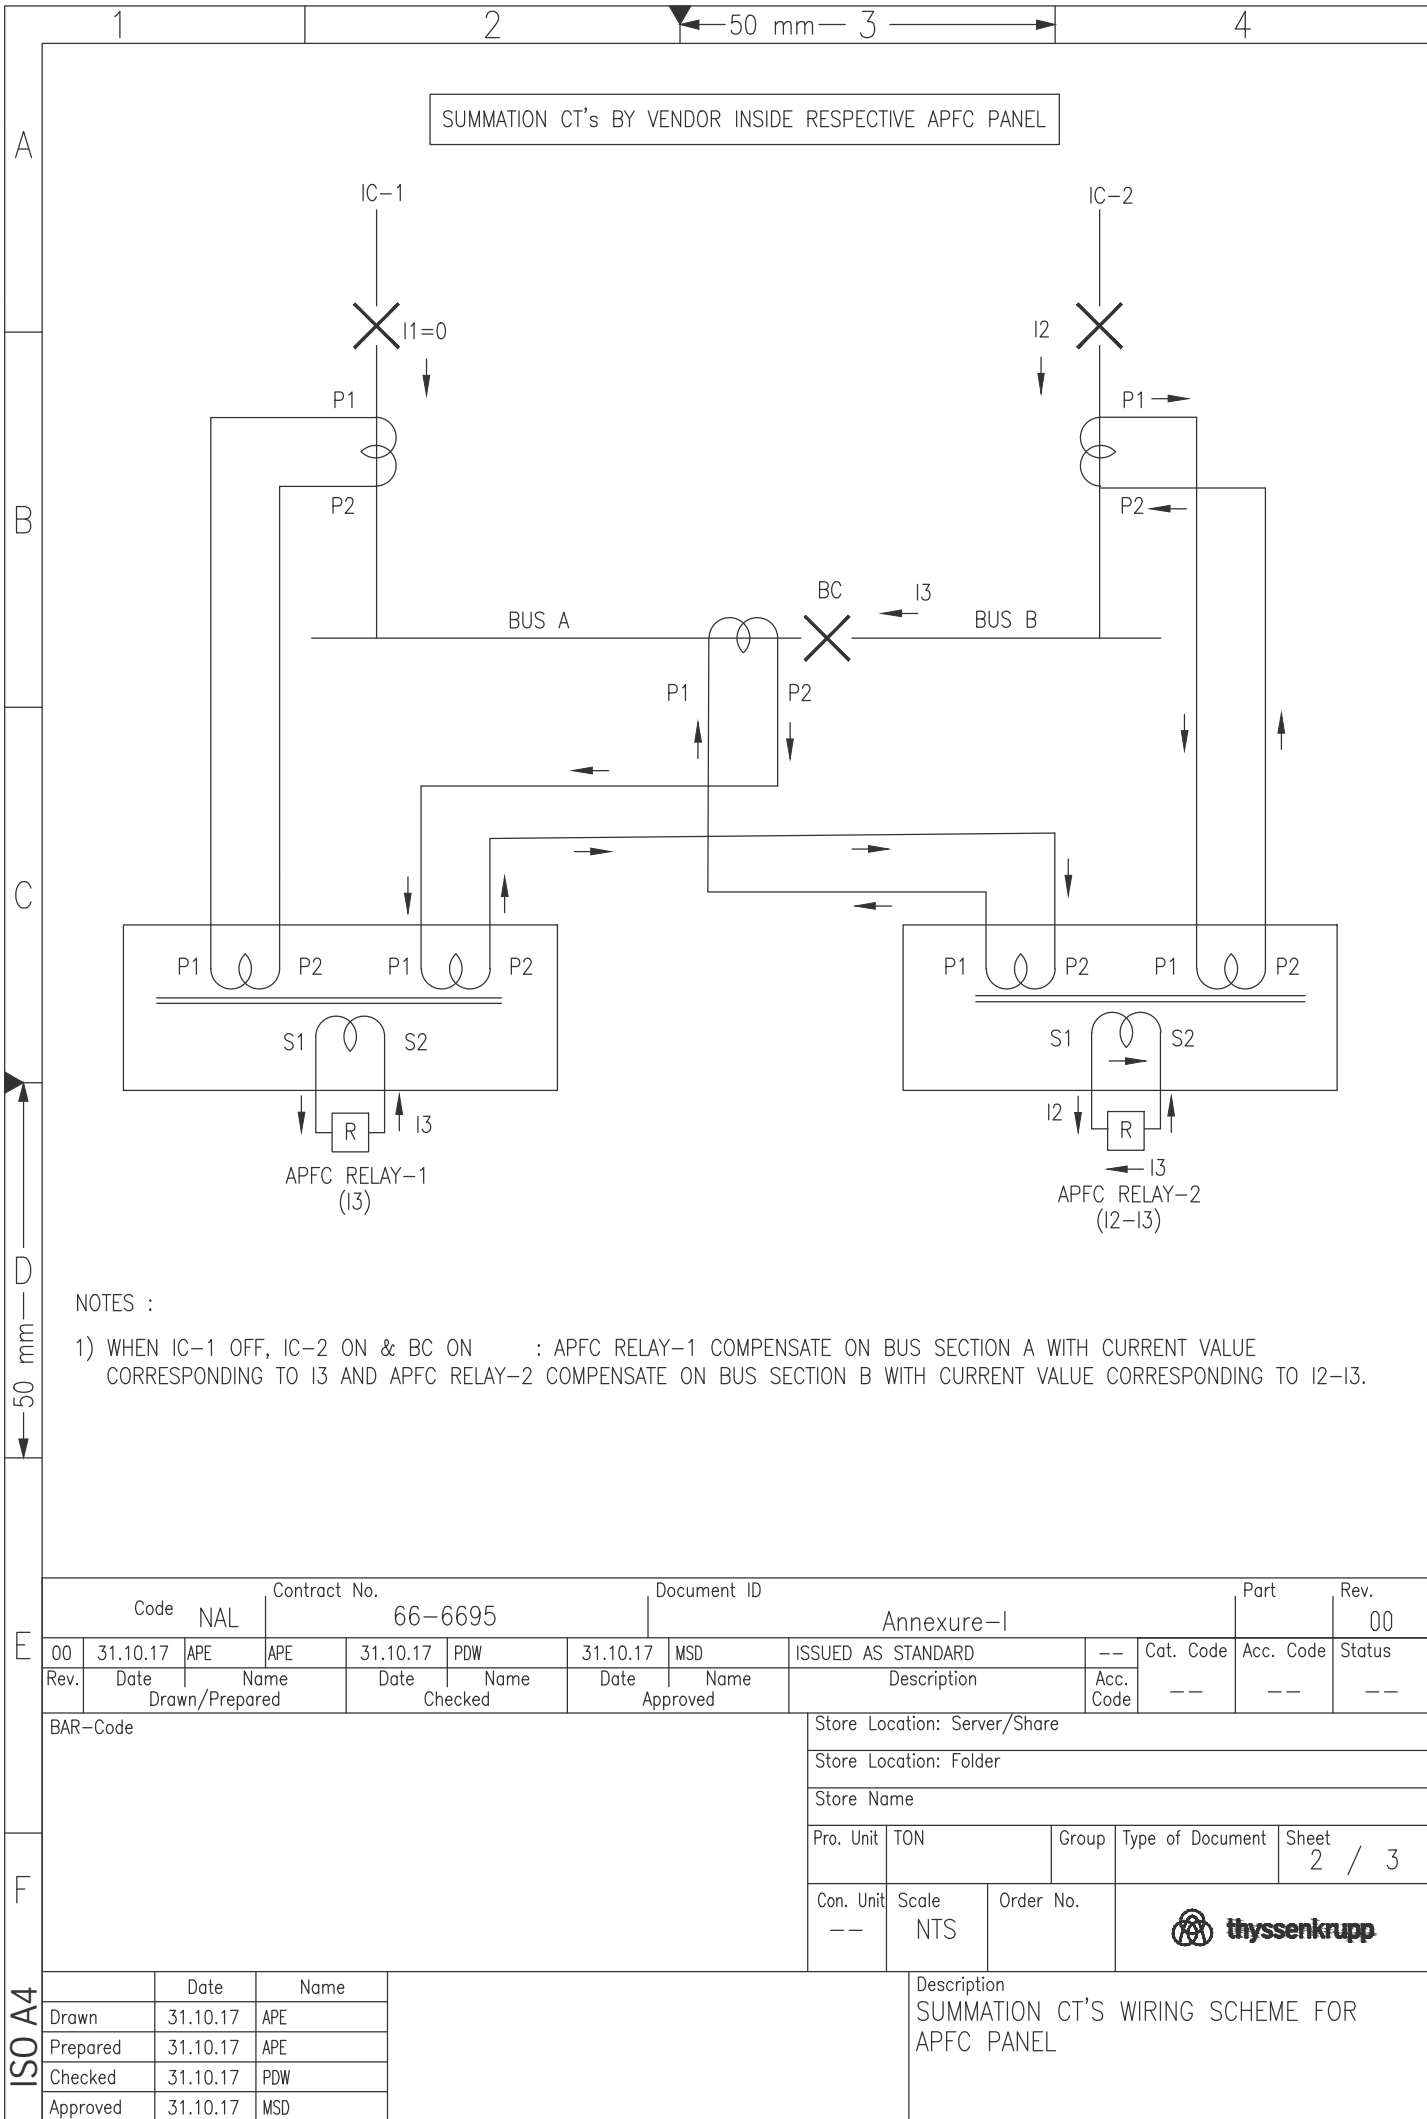 1 2 50 mm 3 4
SUMMATION CT's BY VENDOR INSIDE RESPECTIVE APFC PANEL
A
IC-1 IC-2
I1=0 I2
P1 P1
B
P2 P2
BC I3
BUS A BUS B
P1 P2
C
P1 P2 P1 P2 P1 P2 P1 P2
S1 S2 S1 S2
R I3 I2 R
I3
APFC RELAY-1
(I3)
APFC RELAY-2
(I2-I3)
D
50 mm
NOTES :
1) WHEN IC-1 OFF, IC-2 ON & BC ON : APFC RELAY-1 COMPENSATE ON BUS SECTION A WITH CURRENT VALUE
CORRESPONDING TO I3 AND APFC RELAY-2 COMPENSATE ON BUS SECTION B WITH CURRENT VALUE CORRESPONDING TO I2-I3.
E
Code NAL Contract No. 66-6695 Document ID Annexure-I Part Rev. 00
00 31.10.17 APE APE 31.10.17 PDW 31.10.17 MSD ISSUED AS STANDARD -- Cat. Code Acc. Code Status
Rev. Date Name Date Name Date Name Description Acc. Code -- -- --
Drawn/Prepared Checked Approved
BAR-Code
Store Location: Server/Share
Store Location: Folder
Store Name
F
Pro. Unit TON Group Type of Document Sheet 2 / 3
Con. Unit -- Scale NTS Order No.
thyssenkrupp
ISO A4
Date Name
Drawn 31.10.17 APE
Prepared 31.10.17 APE
Checked 31.10.17 PDW
Approved 31.10.17 MSD
Description
SUMMATION CT'S WIRING SCHEME FOR
APFC PANEL